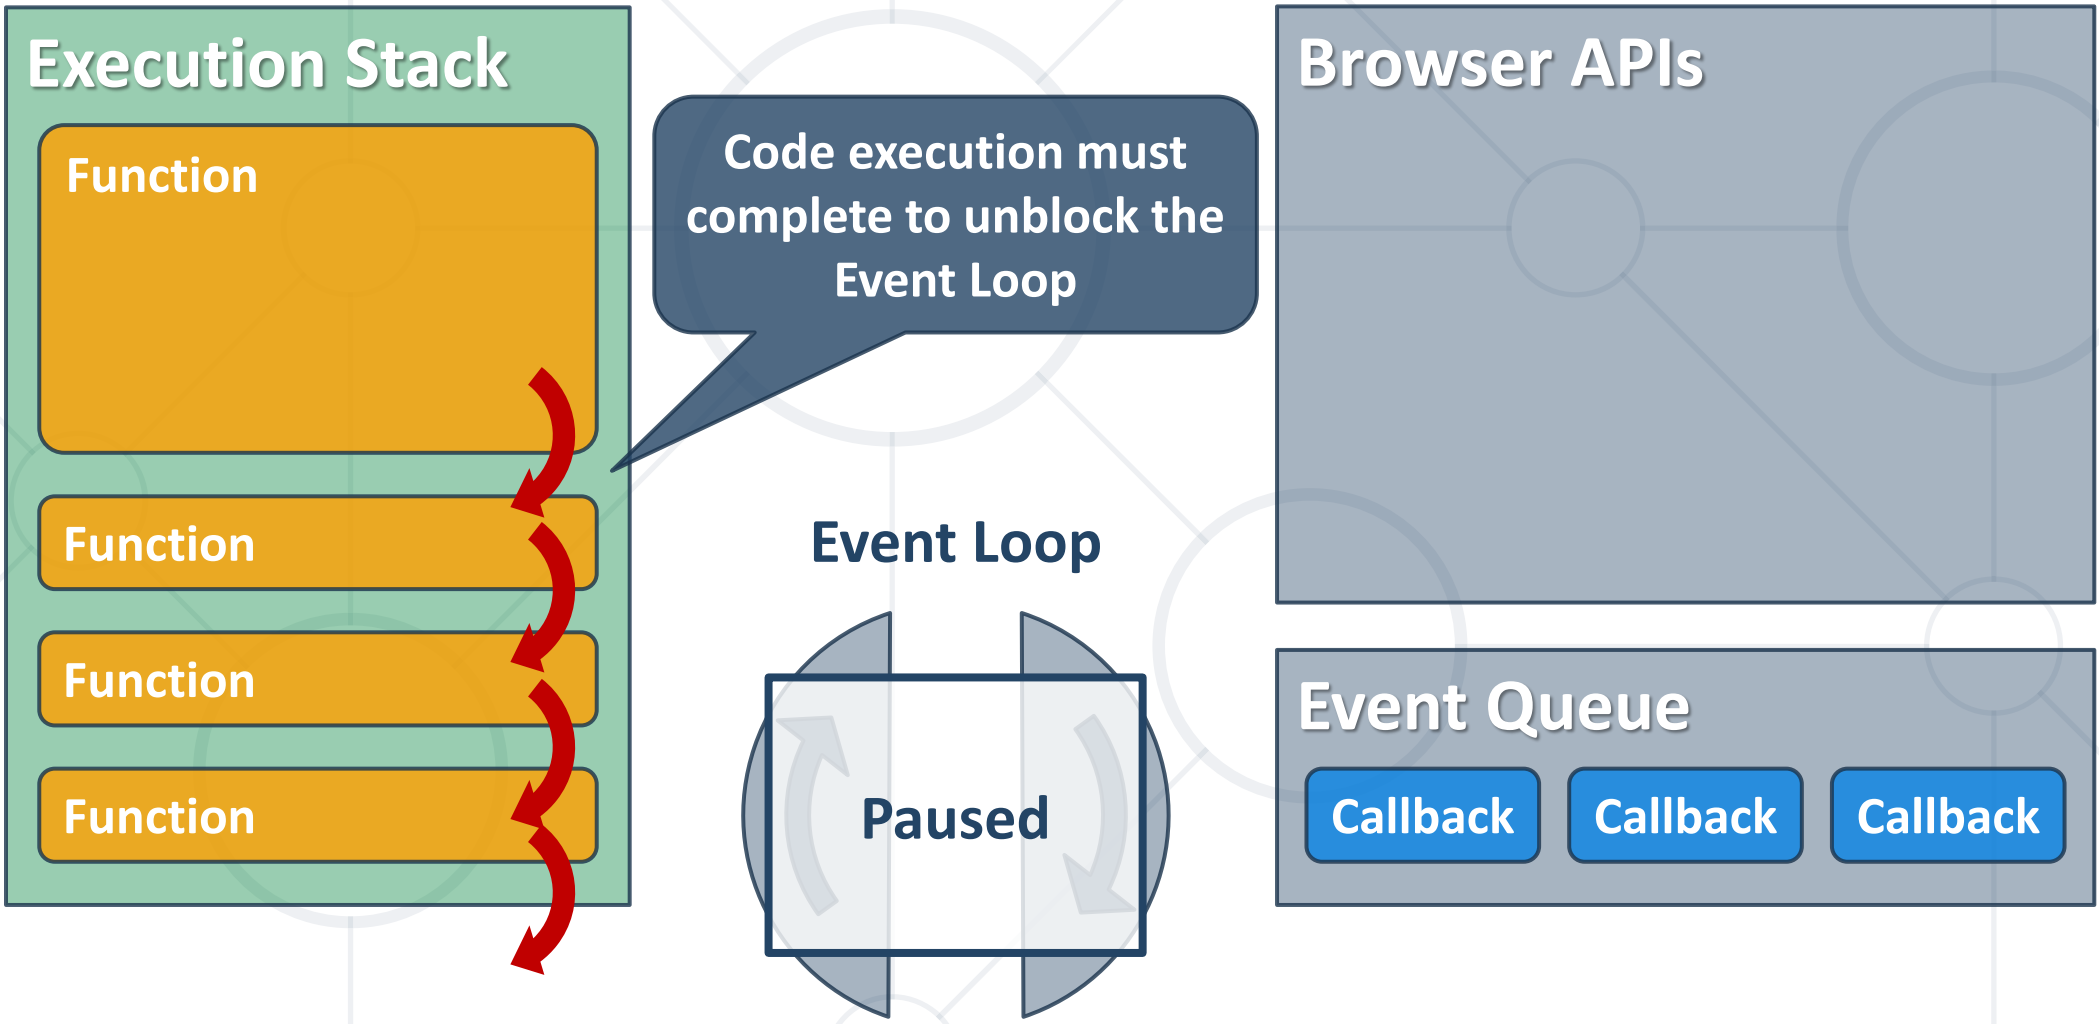 Execution Stack
Function
Function
Function
Function
Code execution must
complete to unblock the
Event Loop
Event Loop
Paused
Browser APIs
Event Queue
Callback
Callback
Callback